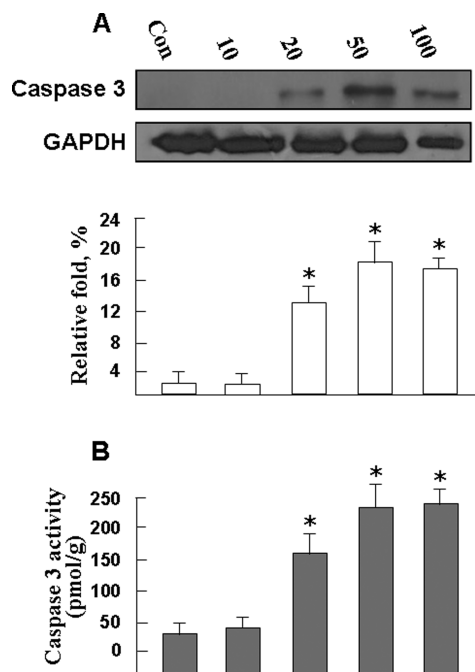 A
Con 10 20 50 100
Caspase 3
GAPDH
Relative fold, %
24
20
16
12
8
4
* * *
B
Caspase 3 activity
(pmol/g)
250
200
150
100
50
0
* * *